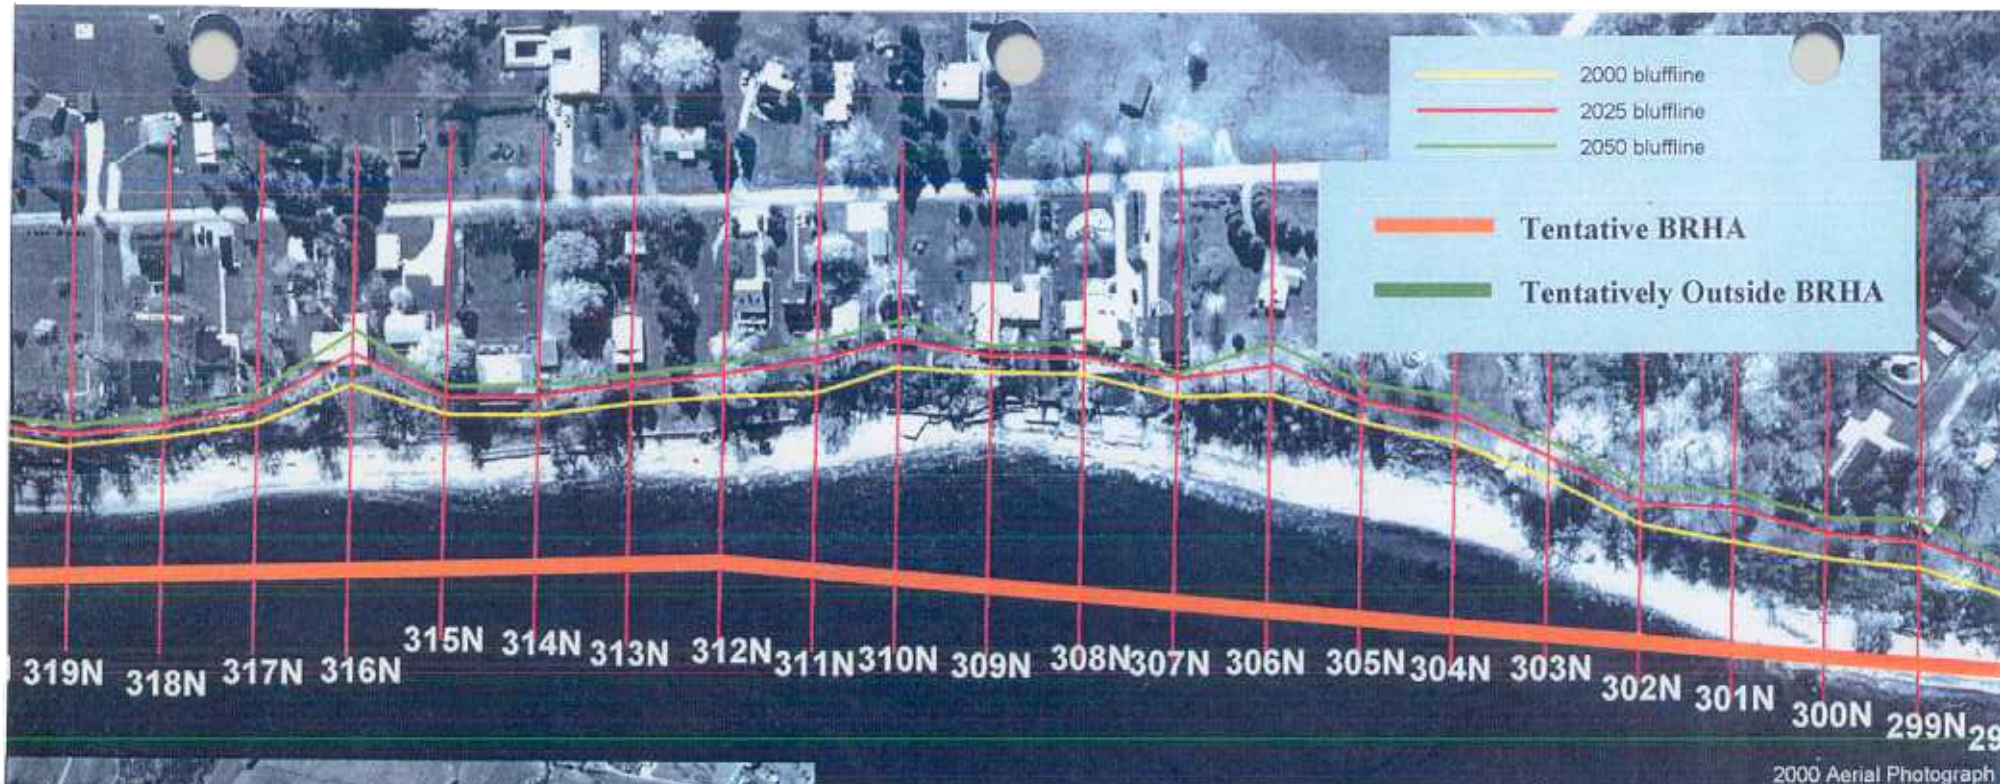 2000 bluffline
2025 bluffline
2050 bluffline
Tentative BRHA
Tentatively Outside BRHA
319N 318N 317N 316N 315N 314N 313N 312N 311N 310N 309N 308N 307N 306N 305N 304N 303N 302N 301N 300N 299N 29
2000 Aerial Photograph